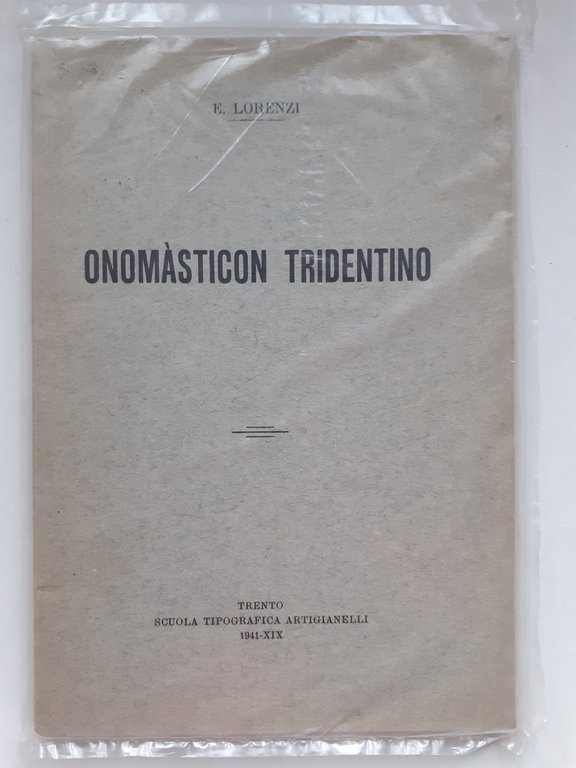 E. LORENZI
ONOMÀSTICON TRIDENTINO
TRENTO
SCUOLA TIPOGRAFICA ARTIGIANELLI
1941-XIX